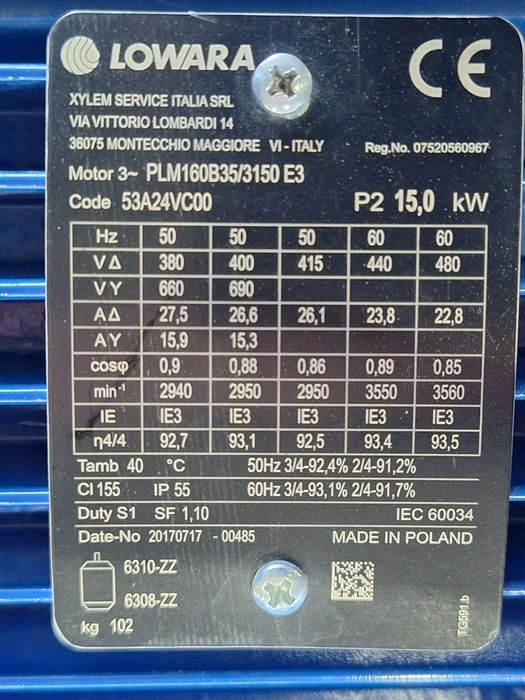 LOWARA CE
XYLEM SERVICE ITALIA SRL
VIA VITTORIO LOMBARDI 14
36075 MONTECCHIO MAGGIORE VI - ITALY Reg.No. 07520560967
Motor 3~ PLM160B35/3150 E3
Code 53A24VC00 P2 15,0 kW
Hz 50 50 50 60 60
V Δ 380 400 415 440 480
V Y 660 690
A Δ 27,5 26,6 26,1 23,8 22,8
A Y 15,9 15,3
cosφ 0,9 0,88 0,86 0,89 0,85
min⁻¹ 2940 2950 2950 3550 3560
IE IE3 IE3 IE3 IE3 IE3
η4/4 92,7 93,1 92,5 93,4 93,5
Tamb 40 °C 50Hz 3/4-92,4% 2/4-91,2%
Cl 155 IP 55 60Hz 3/4-93,1% 2/4-91,7%
Duty S1 SF 1,10 IEC 60034
Date-No 20170717 - 00485 MADE IN POLAND
6310-ZZ
6308-ZZ
kg 102
TG591.b